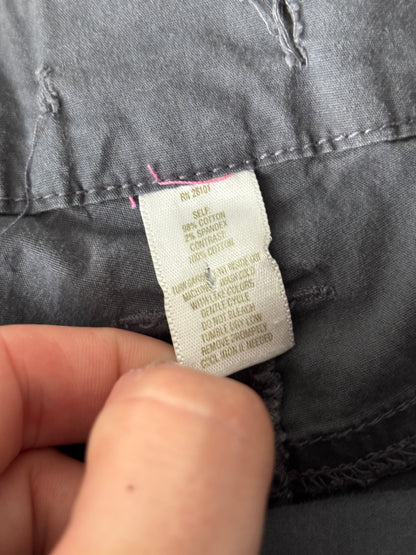 RN 26101
SELF:
98% COTTON
2% SPANDEX
CONTRAST:
100% COTTON
TURN GARMENT INSIDE OUT
MACHINE WASH COLD
WITH LIKE COLORS
GENTLE CYCLE
DO NOT BLEACH
TUMBLE DRY LOW
REMOVE PROMPTLY
COOL IRON IF NEEDED